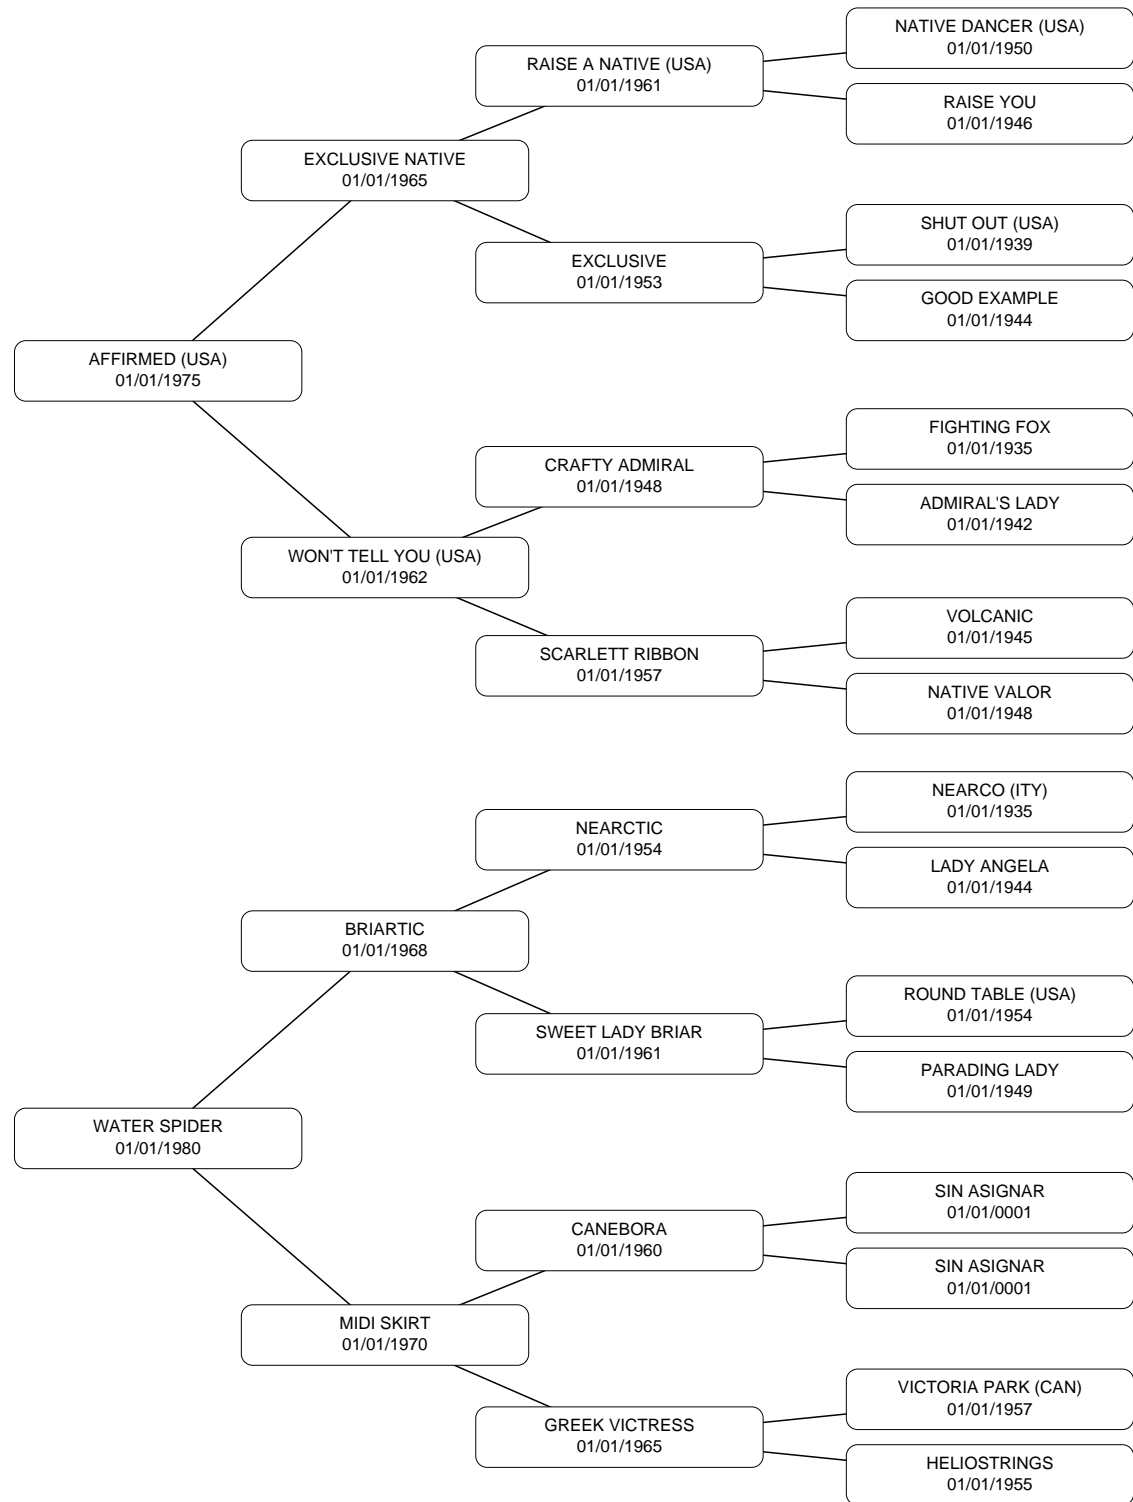 NATIVE DANCER (USA)
01/01/1950
RAISE A NATIVE (USA)
01/01/1961
RAISE YOU
01/01/1946
EXCLUSIVE NATIVE
01/01/1965
SHUT OUT (USA)
01/01/1939
EXCLUSIVE
01/01/1953
GOOD EXAMPLE
01/01/1944
AFFIRMED (USA)
01/01/1975
FIGHTING FOX
01/01/1935
CRAFTY ADMIRAL
01/01/1948
ADMIRAL'S LADY
01/01/1942
WON'T TELL YOU (USA)
01/01/1962
VOLCANIC
01/01/1945
SCARLETT RIBBON
01/01/1957
NATIVE VALOR
01/01/1948
NEARCO (ITY)
01/01/1935
NEARCTIC
01/01/1954
LADY ANGELA
01/01/1944
BRIARTIC
01/01/1968
ROUND TABLE (USA)
01/01/1954
SWEET LADY BRIAR
01/01/1961
PARADING LADY
01/01/1949
WATER SPIDER
01/01/1980
SIN ASIGNAR
01/01/0001
CANEBORA
01/01/1960
SIN ASIGNAR
01/01/0001
MIDI SKIRT
01/01/1970
VICTORIA PARK (CAN)
01/01/1957
GREEK VICTRESS
01/01/1965
HELIOSTRINGS
01/01/1955